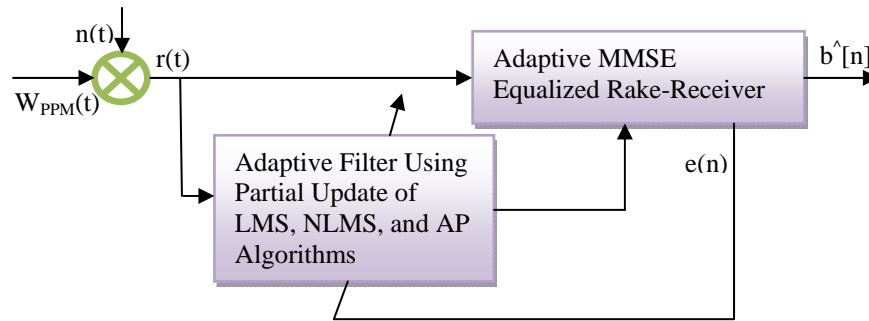 n(t)
r(t)
W_PPM(t)
Adaptive MMSE
Equalized Rake-Receiver
b^[n]
Adaptive Filter Using
Partial Update of
LMS, NLMS, and AP
Algorithms
e(n)